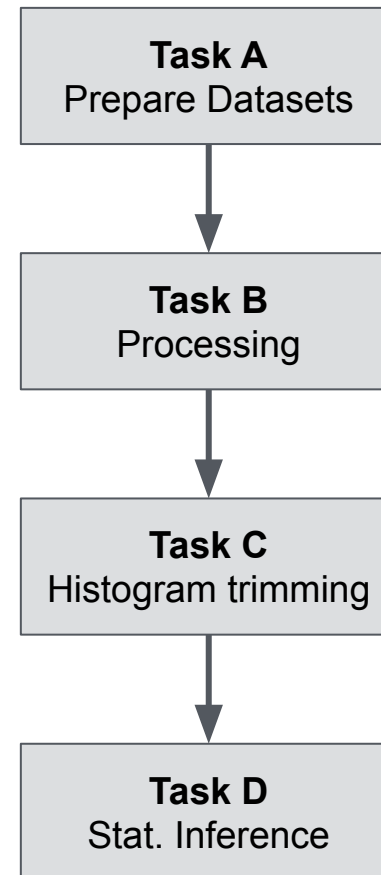 Task A
Prepare Datasets
Task B
Processing
Task C
Histogram trimming
Task D
Stat. Inference